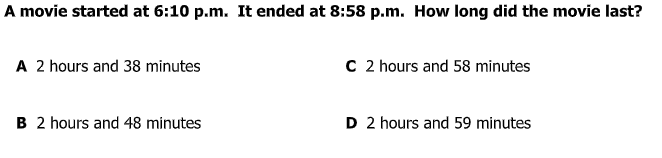 A movie started at 6:10 p.m. It ended at 8:58 p.m. How long did the movie last?
A 2 hours and 38 minutes
C 2 hours and 58 minutes
B 2 hours and 48 minutes
D 2 hours and 59 minutes